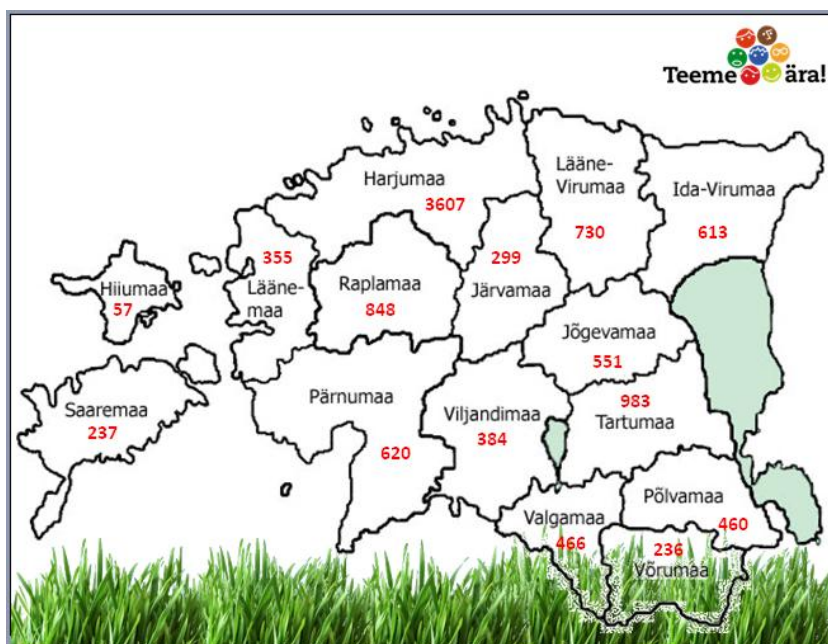 Teeme ära!
Harjumaa
3607
Lääne-
Virumaa
730
Ida-Virumaa
613
355
Lääne-
maa
Raplamaa
848
299
Järvamaa
Hiiumaa
57
Jõgevamaa
551
Saaremaa
237
Pärnumaa
620
Viljandimaa
384
983
Tartumaa
Valgamaa
466
Põlvamaa
460
236
Võrumaa